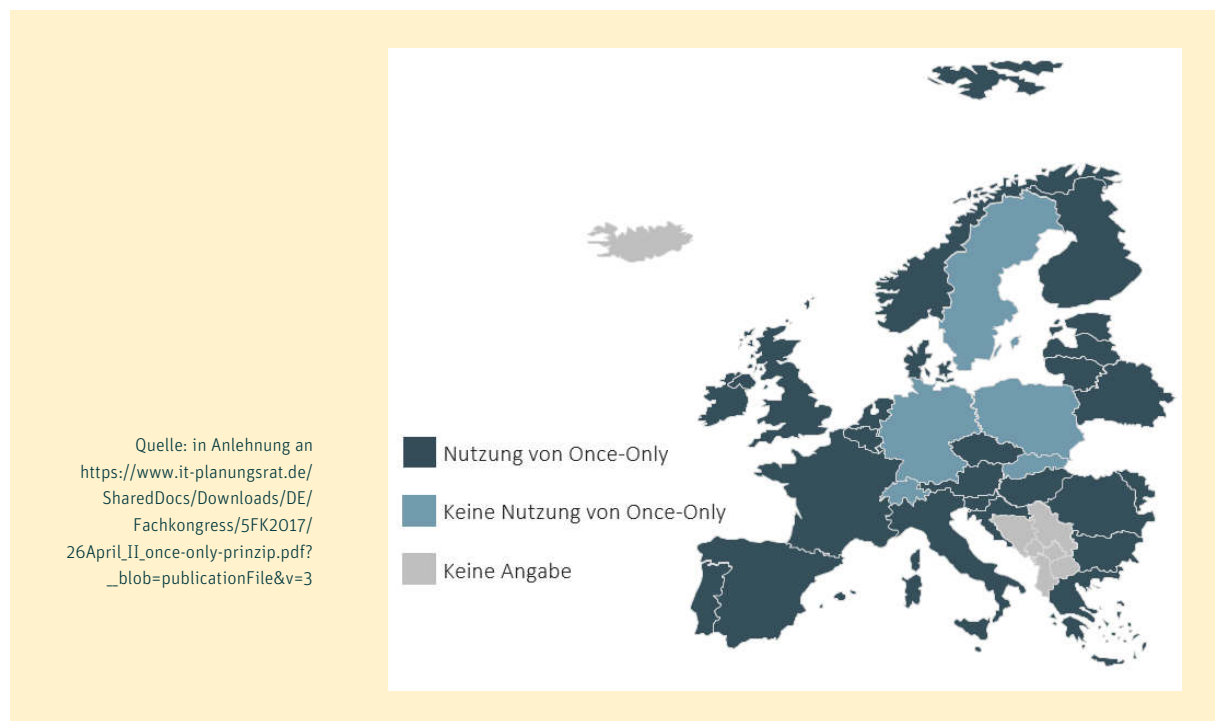 Quelle: in Anlehnung an
https://www.it-planungsrat.de/
SharedDocs/Downloads/DE/
Fachkongress/5FK2017/
26April_II_once-only-prinzip.pdf?
__blob=publicationFile&v=3
Nutzung von Once-Only
Keine Nutzung von Once-Only
Keine Angabe